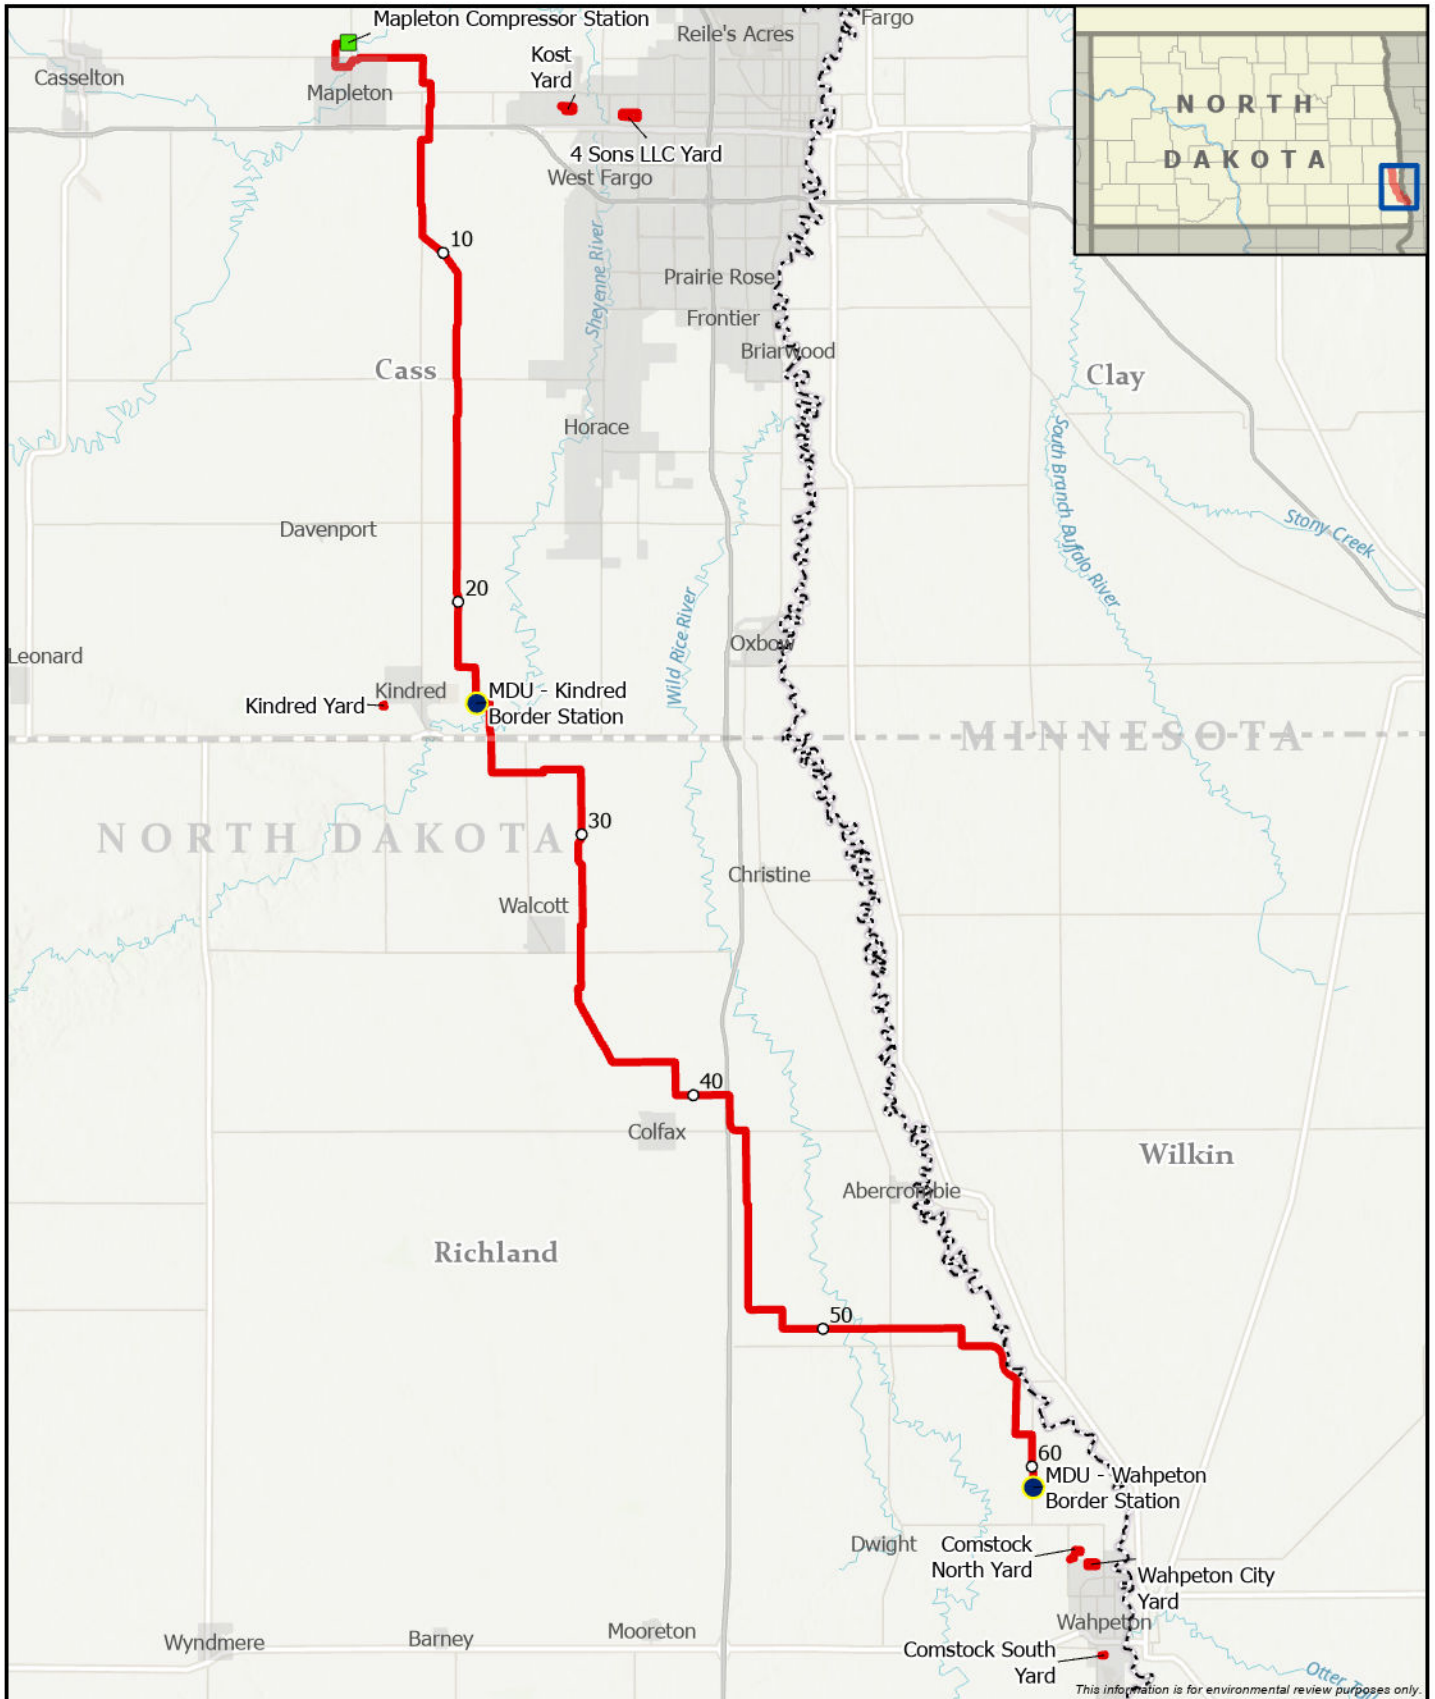 Mapleton Compressor Station
Fargo
Reile's Acres
Kost
Yard
Casselton
Mapleton
NORTH
DAKOTA
4 Sons LLC Yard
West Fargo
10
Sheyenne River
Prairie Rose
Frontier
Briarwood
Cass
Clay
Horace
South Branch Buffalo River
Stony Creek
Davenport
20
Wild Rice River
Oxbow
Leonard
Kindred
Kindred Yard
MDU - Kindred
Border Station
MINNESOTA
NORTH DAKOTA
30
Christine
Walcott
40
Colfax
Wilkin
Abercrombie
Richland
50
60
MDU - Wahpeton
Border Station
Dwight
Comstock
North Yard
Wahpeton City
Yard
Wahpeton
Wyndmere
Barney
Mooreton
Comstock South
Yard
Otter
This information is for environmental review purposes only.